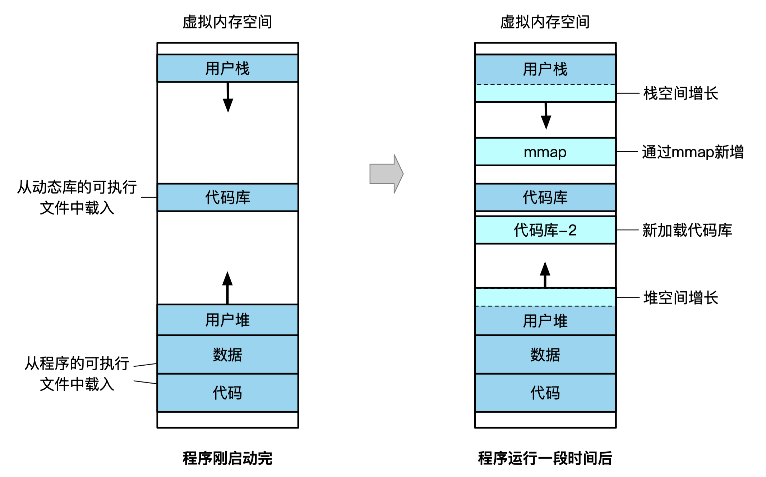 虚拟内存空间
用户栈
从动态库的可执行
文件中载入
代码库
用户堆
从程序的可执行
文件中载入
数据
代码
程序刚启动完
虚拟内存空间
用户栈
栈空间增长
mmap
通过mmap新增
代码库
代码库-2
新加载代码库
堆空间增长
用户堆
数据
代码
程序运行一段时间后